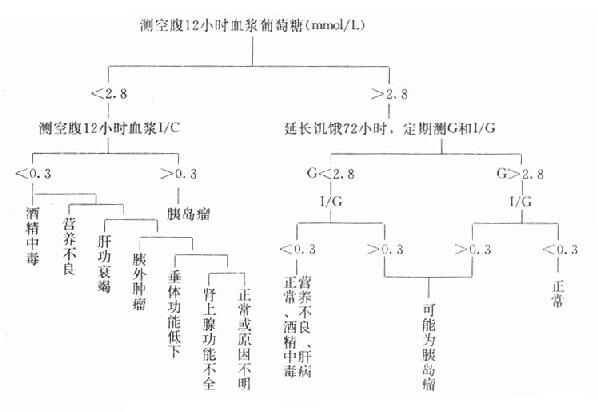 测空腹12小时血浆葡萄糖(mmol/L)
<2.8
>2.8
测空腹12小时血浆I/C
延长饥饿72小时，定期测G和I/G
<0.3
>0.3
G<2.8
G>2.8
酒精中毒
营养不良
肝功衰竭
胰外肿瘤
垂体功能低下
肾上腺功能不全
正常或原因不明
胰岛瘤
I/G
I/G
<0.3
>0.3
>0.3
<0.3
营养不良、肝病
正常、酒精中毒
可能为胰岛瘤
正常